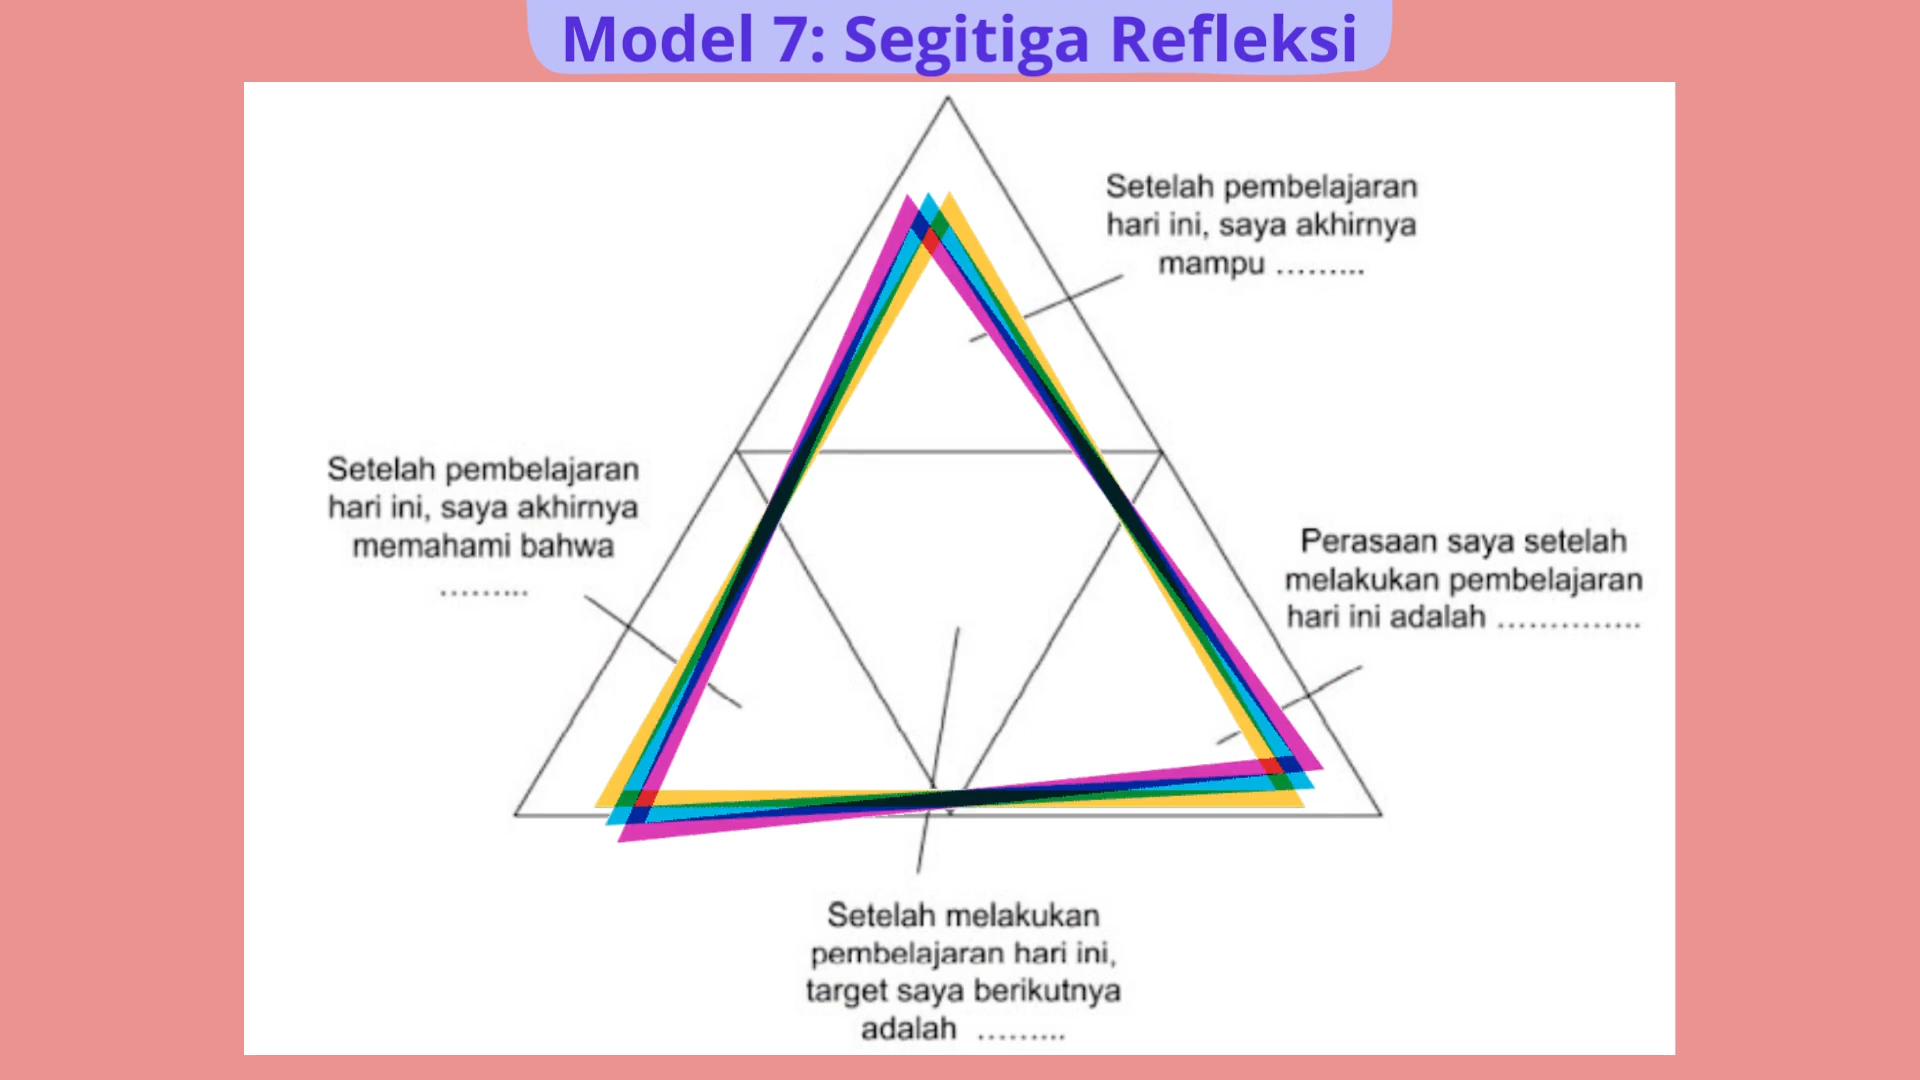 Model 7: Segitiga Refleksi
Setelah pembelajaran
hari ini, saya akhirnya
mampu .........
Setelah pembelajaran
hari ini, saya akhirnya
memahami bahwa
.........
Perasaan saya setelah
melakukan pembelajaran
hari ini adalah ..............
Setelah melakukan
pembelajaran hari ini,
target saya berikutnya
adalah .........